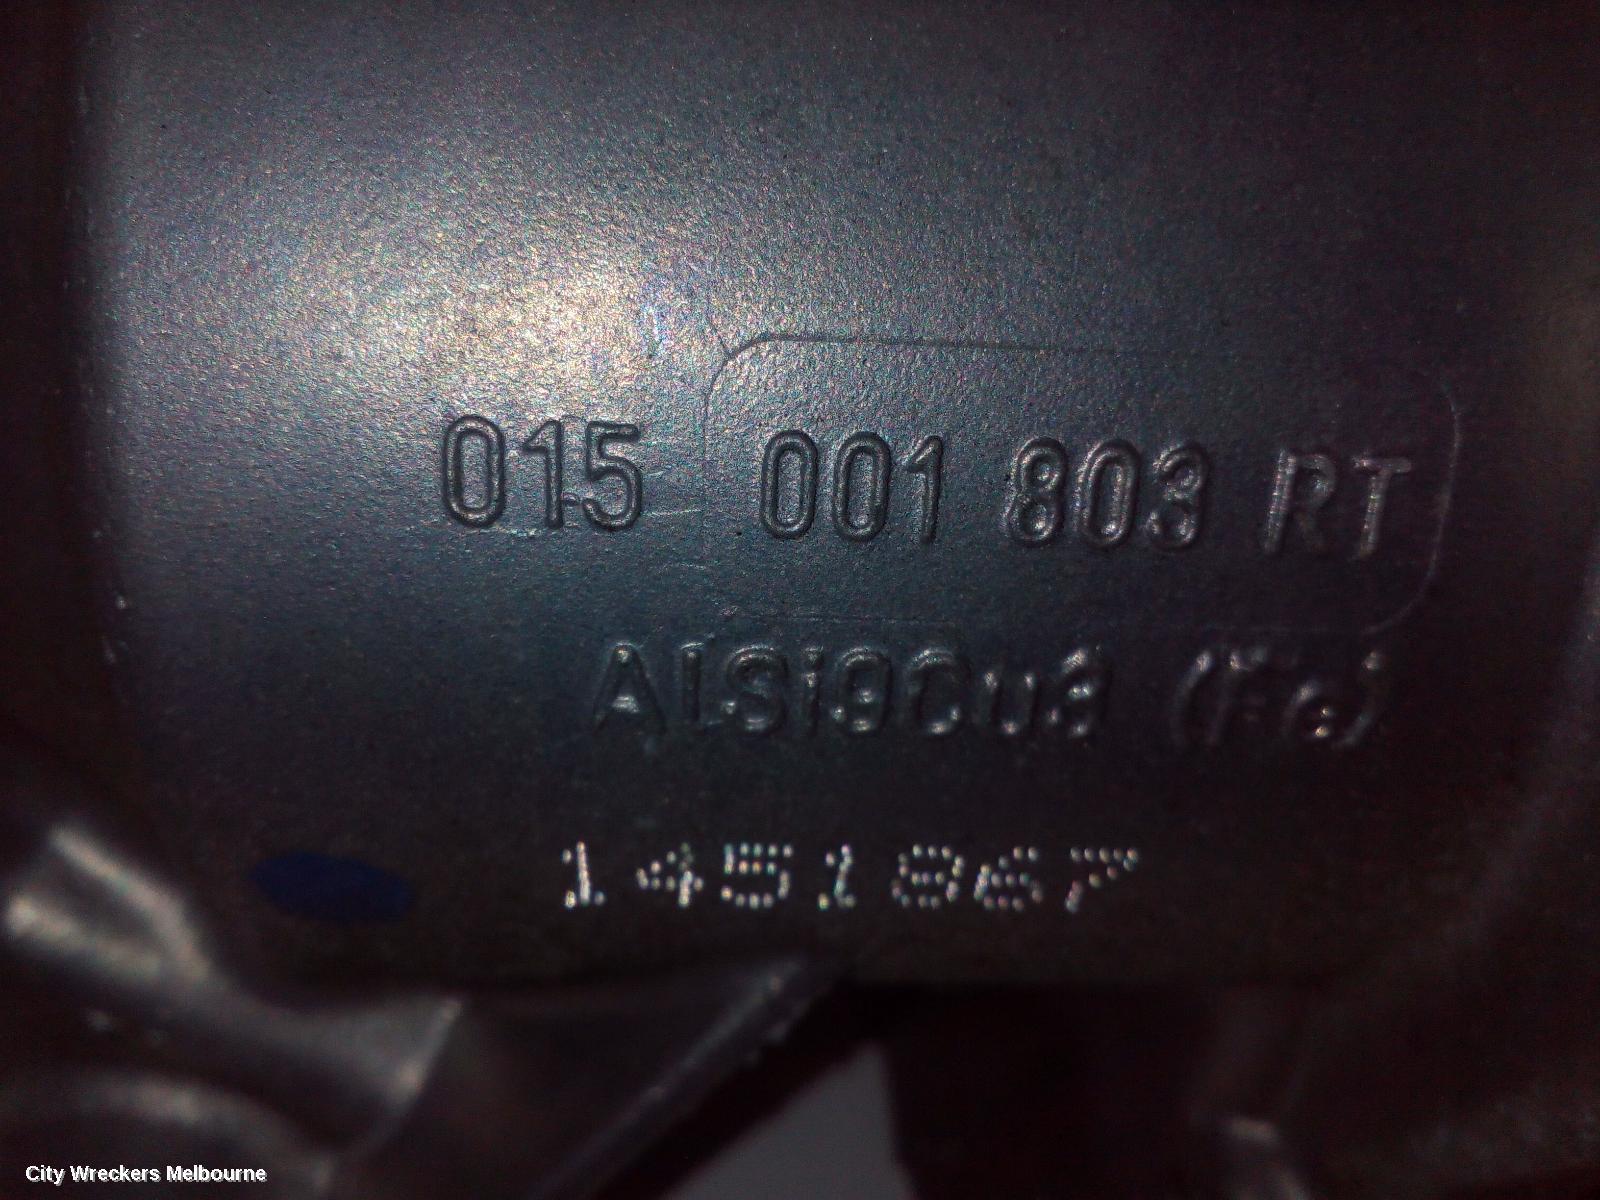 015 001 803 RT
AlSi9Cu3 (Fe)
1451867
City Wreckers Melbourne